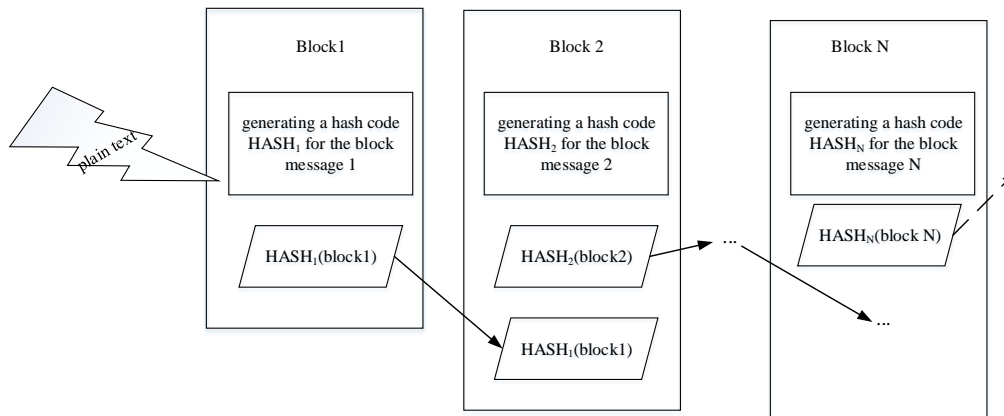 Block1
plain text
generating a hash code
HASH₁ for the block
message 1
HASH₁(block1)
Block 2
generating a hash code
HASH₂ for the block
message 2
HASH₂(block2)
HASH₁(block1)
...
Block N
generating a hash code
HASH_N for the block
message N
HASH_N(block N)
...